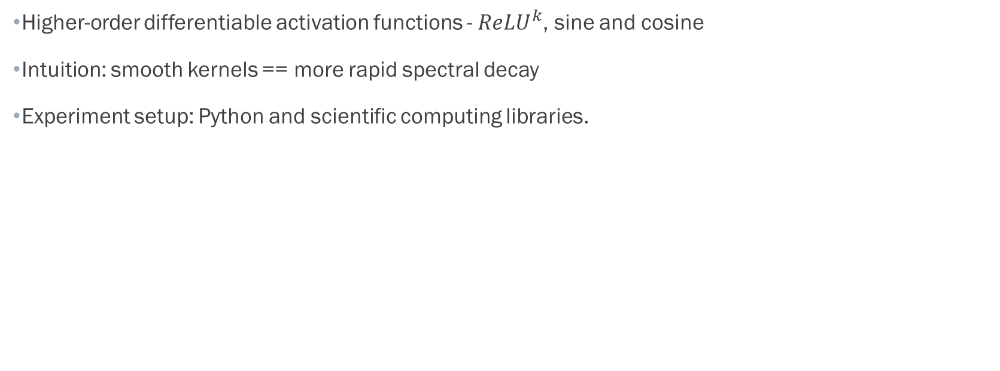 •Higher-order differentiable activation functions - 𝑅𝑒𝐿𝑈ᵏ, sine and cosine
•Intuition: smooth kernels == more rapid spectral decay
•Experiment setup: Python and scientific computing libraries.